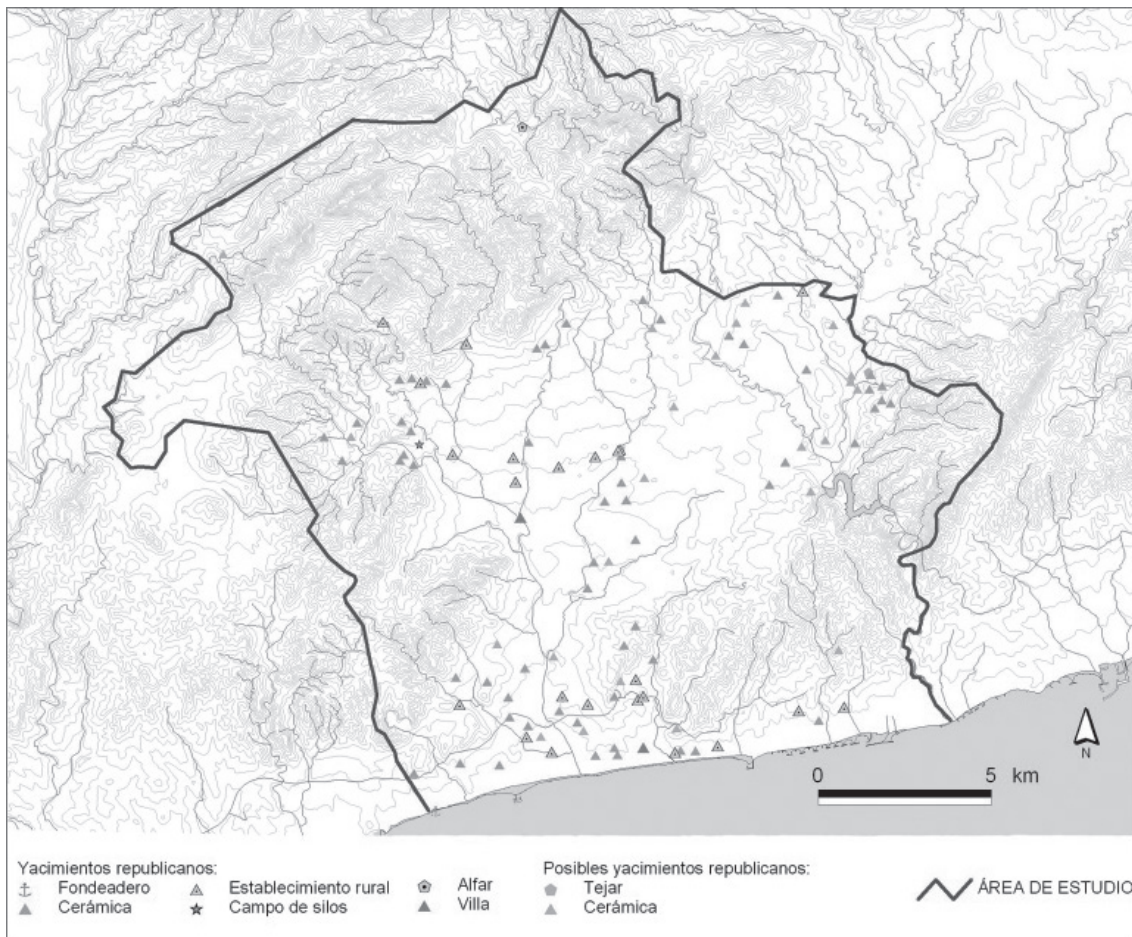 N
0 5 km
Yacimientos republicanos:
Fondeadero
Cerámica
Establecimiento rural
Campo de silos
Alfar
Villa
Posibles yacimientos republicanos:
Tejar
Cerámica
ÁREA DE ESTUDIO